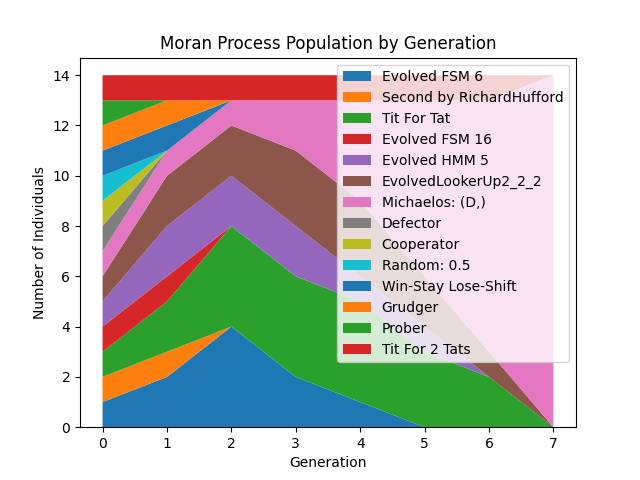 Moran Process Population by Generation
Number of Individuals
14
12
10
8
6
4
2
0
Evolved FSM 6
Second by RichardHufford
Tit For Tat
Evolved FSM 16
Evolved HMM 5
EvolvedLookerUp2_2_2
Michaelos: (D,)
Defector
Cooperator
Random: 0.5
Win-Stay Lose-Shift
Grudger
Prober
Tit For 2 Tats
0 1 2 3 4 5 6 7
Generation